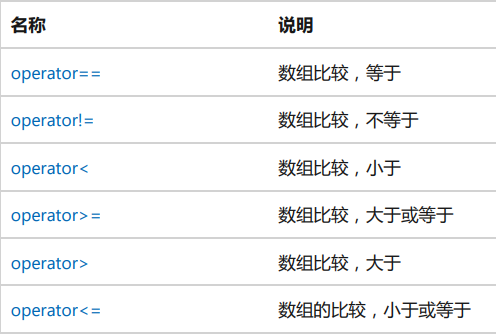 名称 说明
operator== 数组比较，等于
operator!= 数组比较，不等于
operator< 数组比较，小于
operator>= 数组比较，大于或等于
operator> 数组比较，大于
operator<= 数组的比较，小于或等于